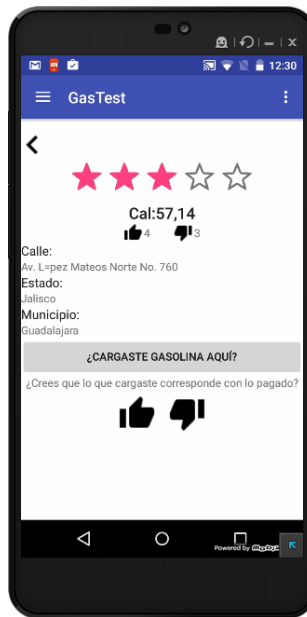 12:30
GasTest
Cal:57,14
4 3
Calle:
Av. L=pez Mateos Norte No. 760
Estado:
Jalisco
Municipio:
Guadalajara
¿CARGASTE GASOLINA AQUÍ?
¿Crees que lo que cargaste corresponde con lo pagado?
Powered by